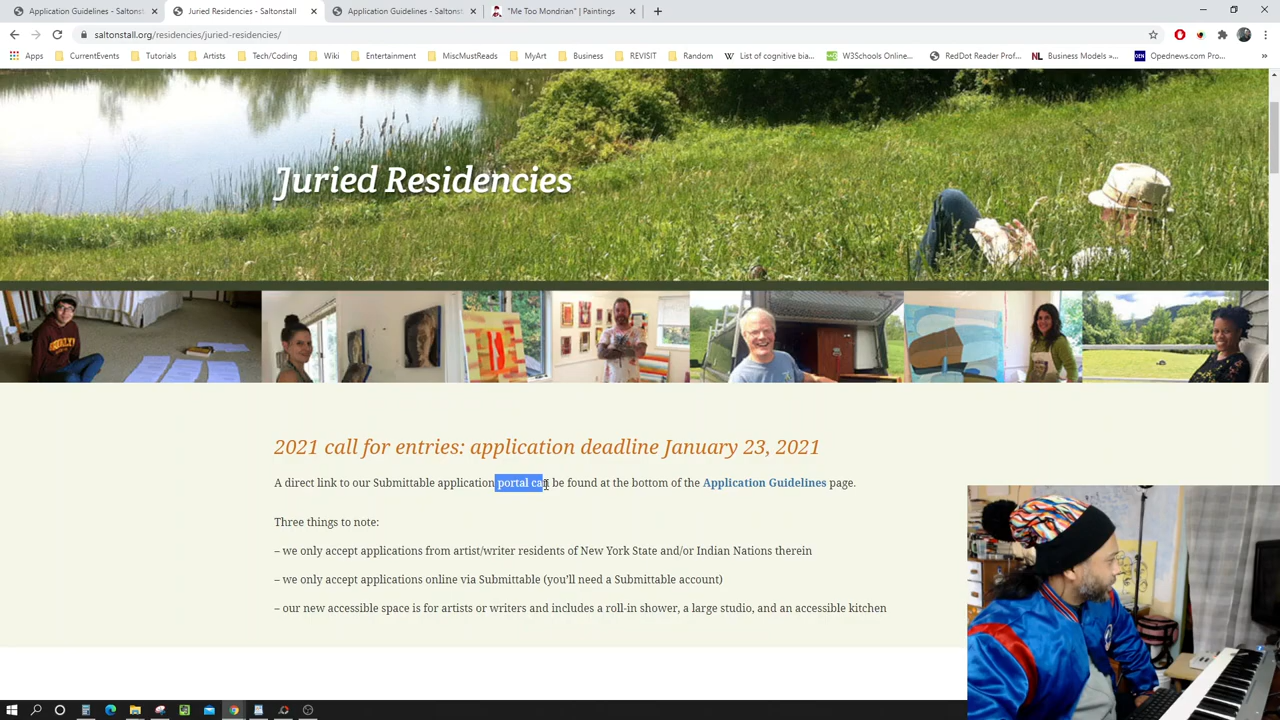 Application Guidelines - Saltonst
Juried Residencies - Saltonstall
Application Guidelines - Saltonst
"Me Too Mondrian" | Paintings
saltonstall.org/residencies/juried-residencies/
Apps
CurrentEvents
Tutorials
Artists
Tech/Coding
Wiki
Entertainment
MiscMustReads
MyArt
Business
REVISIT
Random
List of cognitive bia...
W3Schools Online...
RedDot Reader Prof...
Business Models »...
Opednews.com Pro...
Juried Residencies
2021 call for entries: application deadline January 23, 2021
A direct link to our Submittable application portal can be found at the bottom of the Application Guidelines page.
Three things to note:
– we only accept applications from artist/writer residents of New York State and/or Indian Nations therein
– we only accept applications online via Submittable (you'll need a Submittable account)
– our new accessible space is for artists or writers and includes a roll-in shower, a large studio, and an accessible kitchen